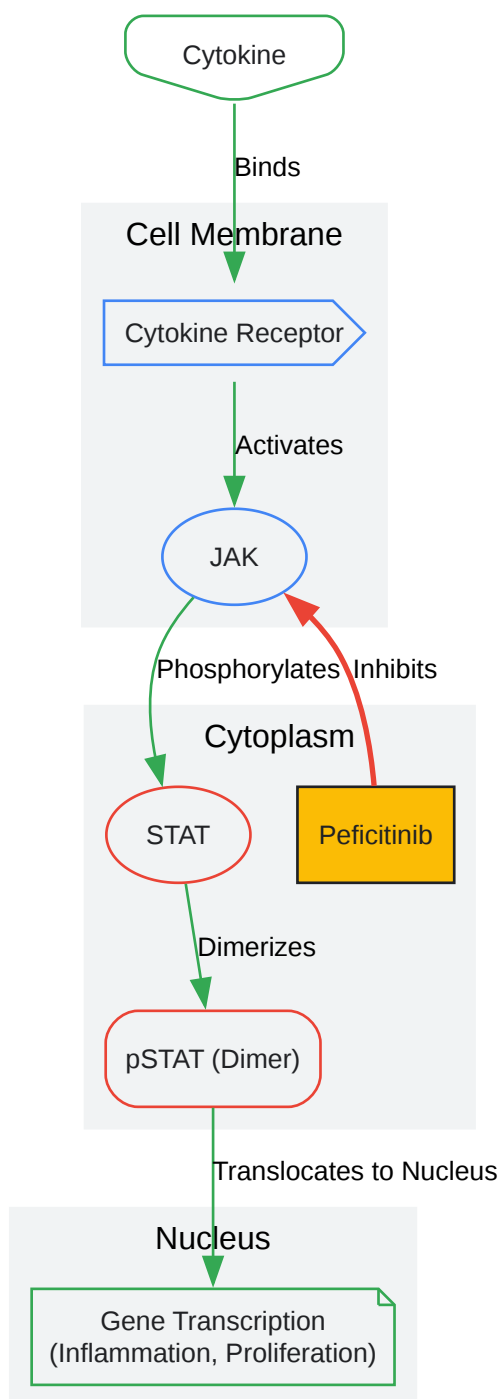 Cytokine
Binds
Cell Membrane
Cytokine Receptor
Activates
JAK
Phosphorylates
Inhibits
Cytoplasm
STAT
Peficitinib
Dimerizes
pSTAT (Dimer)
Translocates to Nucleus
Nucleus
Gene Transcription
(Inflammation, Proliferation)